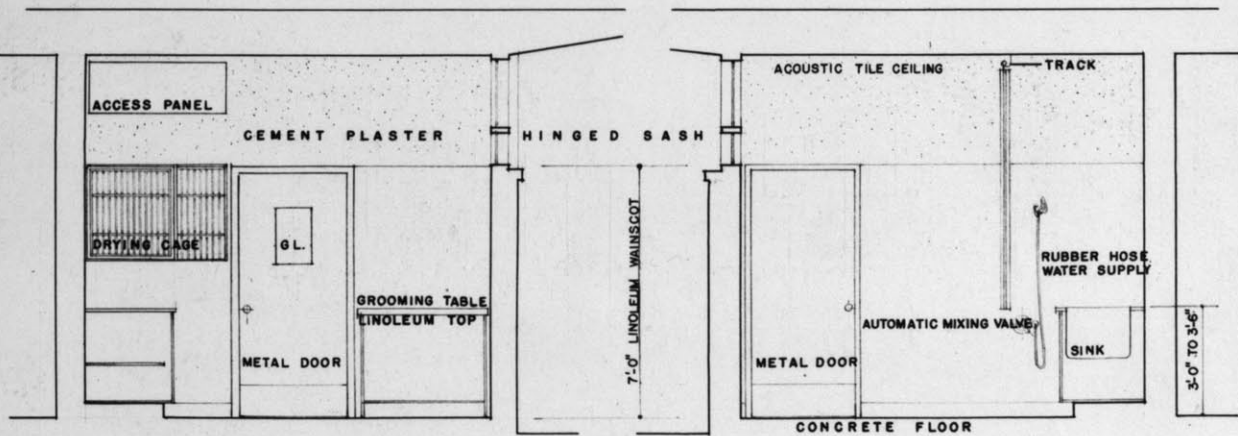 ACCESS PANEL
CEMENT PLASTER
HINGED SASH
ACOUSTIC TILE CEILING
TRACK
DRYING CAGE
GL.
GROOMING TABLE
LINOLEUM TOP
METAL DOOR
7'-0" LINOLEUM WAINSCOT
METAL DOOR
AUTOMATIC MIXING VALVE
RUBBER HOSE
WATER SUPPLY
SINK
3'-0" TO 3'-6"
CONCRETE FLOOR